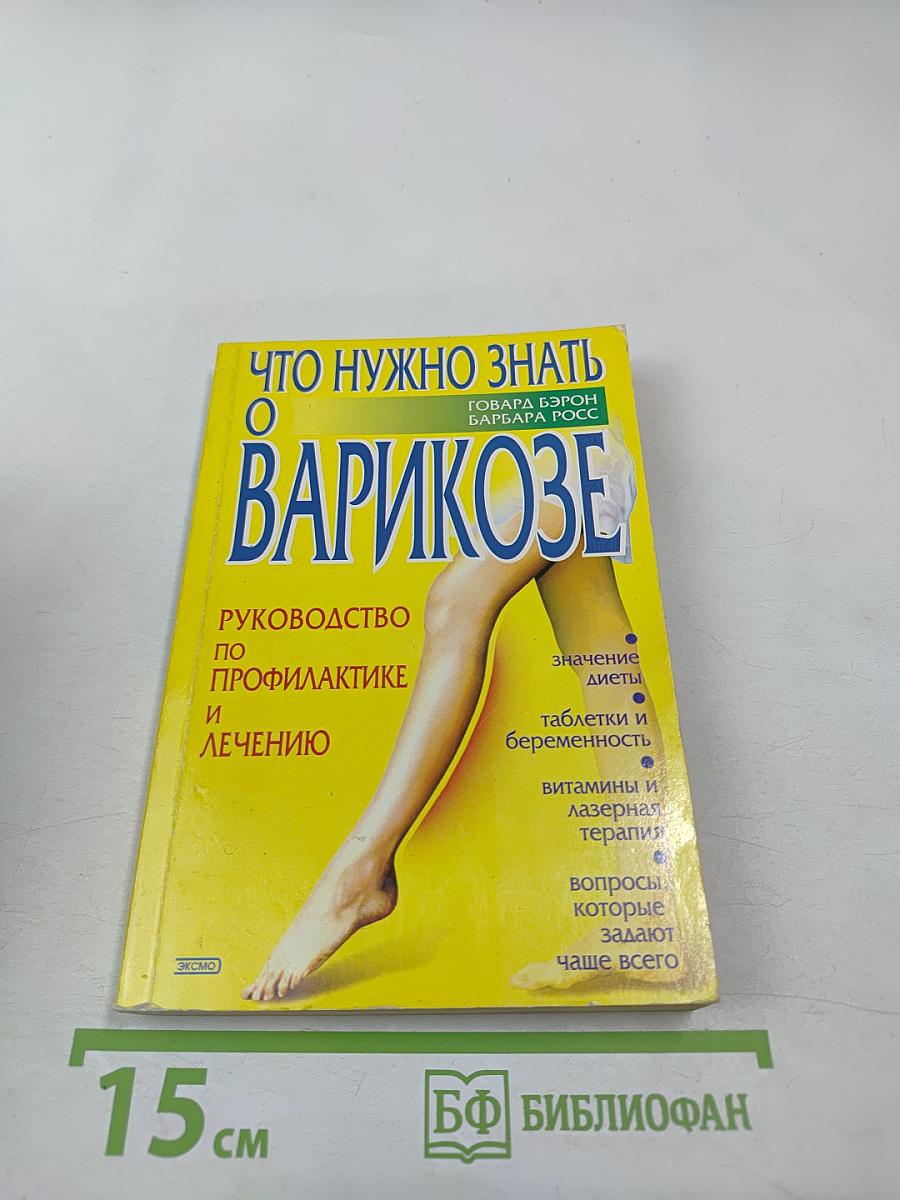 ЧТО НУЖНО ЗНАТЬ
О
ГОВАРД БЭРОН
БАРБАРА РОСС
ВАРИКОЗЕ
РУКОВОДСТВО
ПО
ПРОФИЛАКТИКЕ
И
ЛЕЧЕНИЮ
• значение
диеты
• таблетки и
беременность
• витамины и
лазерная
терапия
• вопросы,
которые
задают
чаще всего
ЭКСМО
15 см
БФ БИБЛИОФАН